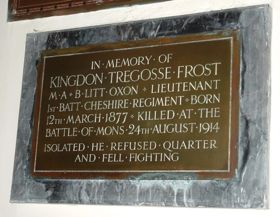 IN·MEMORY·OF
KINGDON·TREGOSSE·FROST
M·A·+B·LITT·OXON + LIEUTENANT
1ST·BATT·CHESHIRE·REGIMENT+BORN
12TH·MARCH·1877 + KILLED·AT·THE
BATTLE·OF·MONS·24TH·AUGUST·1914
ISOLATED·HE·REFUSED·QUARTER
AND·FELL·FIGHTING